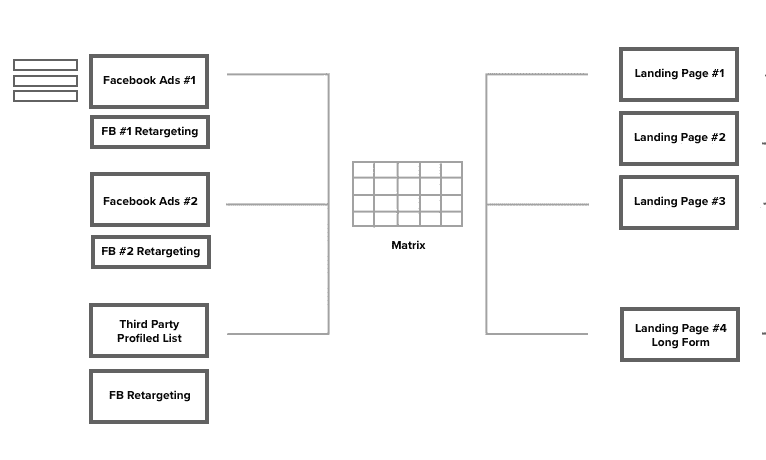 Facebook Ads #1
FB #1 Retargeting
Facebook Ads #2
FB #2 Retargeting
Third Party
Profiled List
FB Retargeting
Matrix
Landing Page #1
Landing Page #2
Landing Page #3
Landing Page #4
Long Form